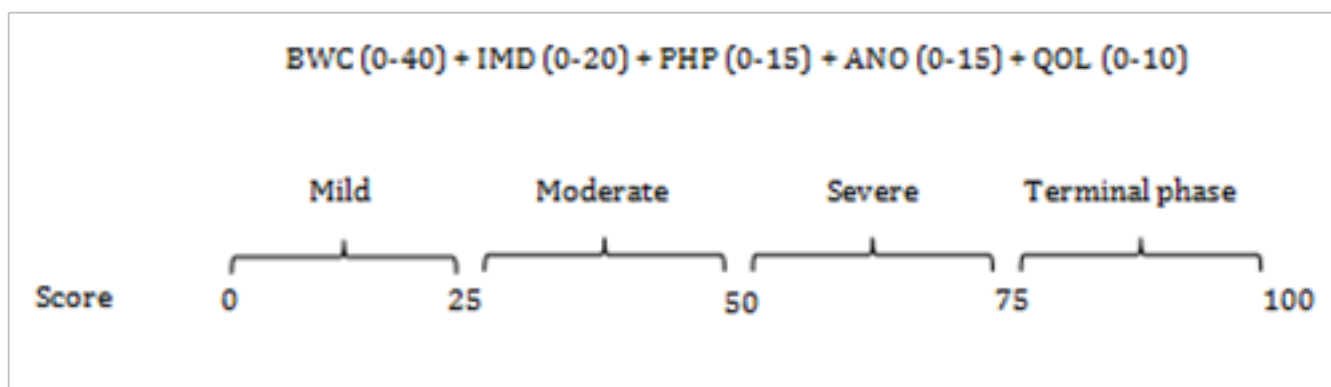 BWC (0-40) + IMD (0-20) + PHP (0-15) + ANO (0-15) + QOL (0-10)
Mild Moderate Severe Terminal phase
Score 0 25 50 75 100